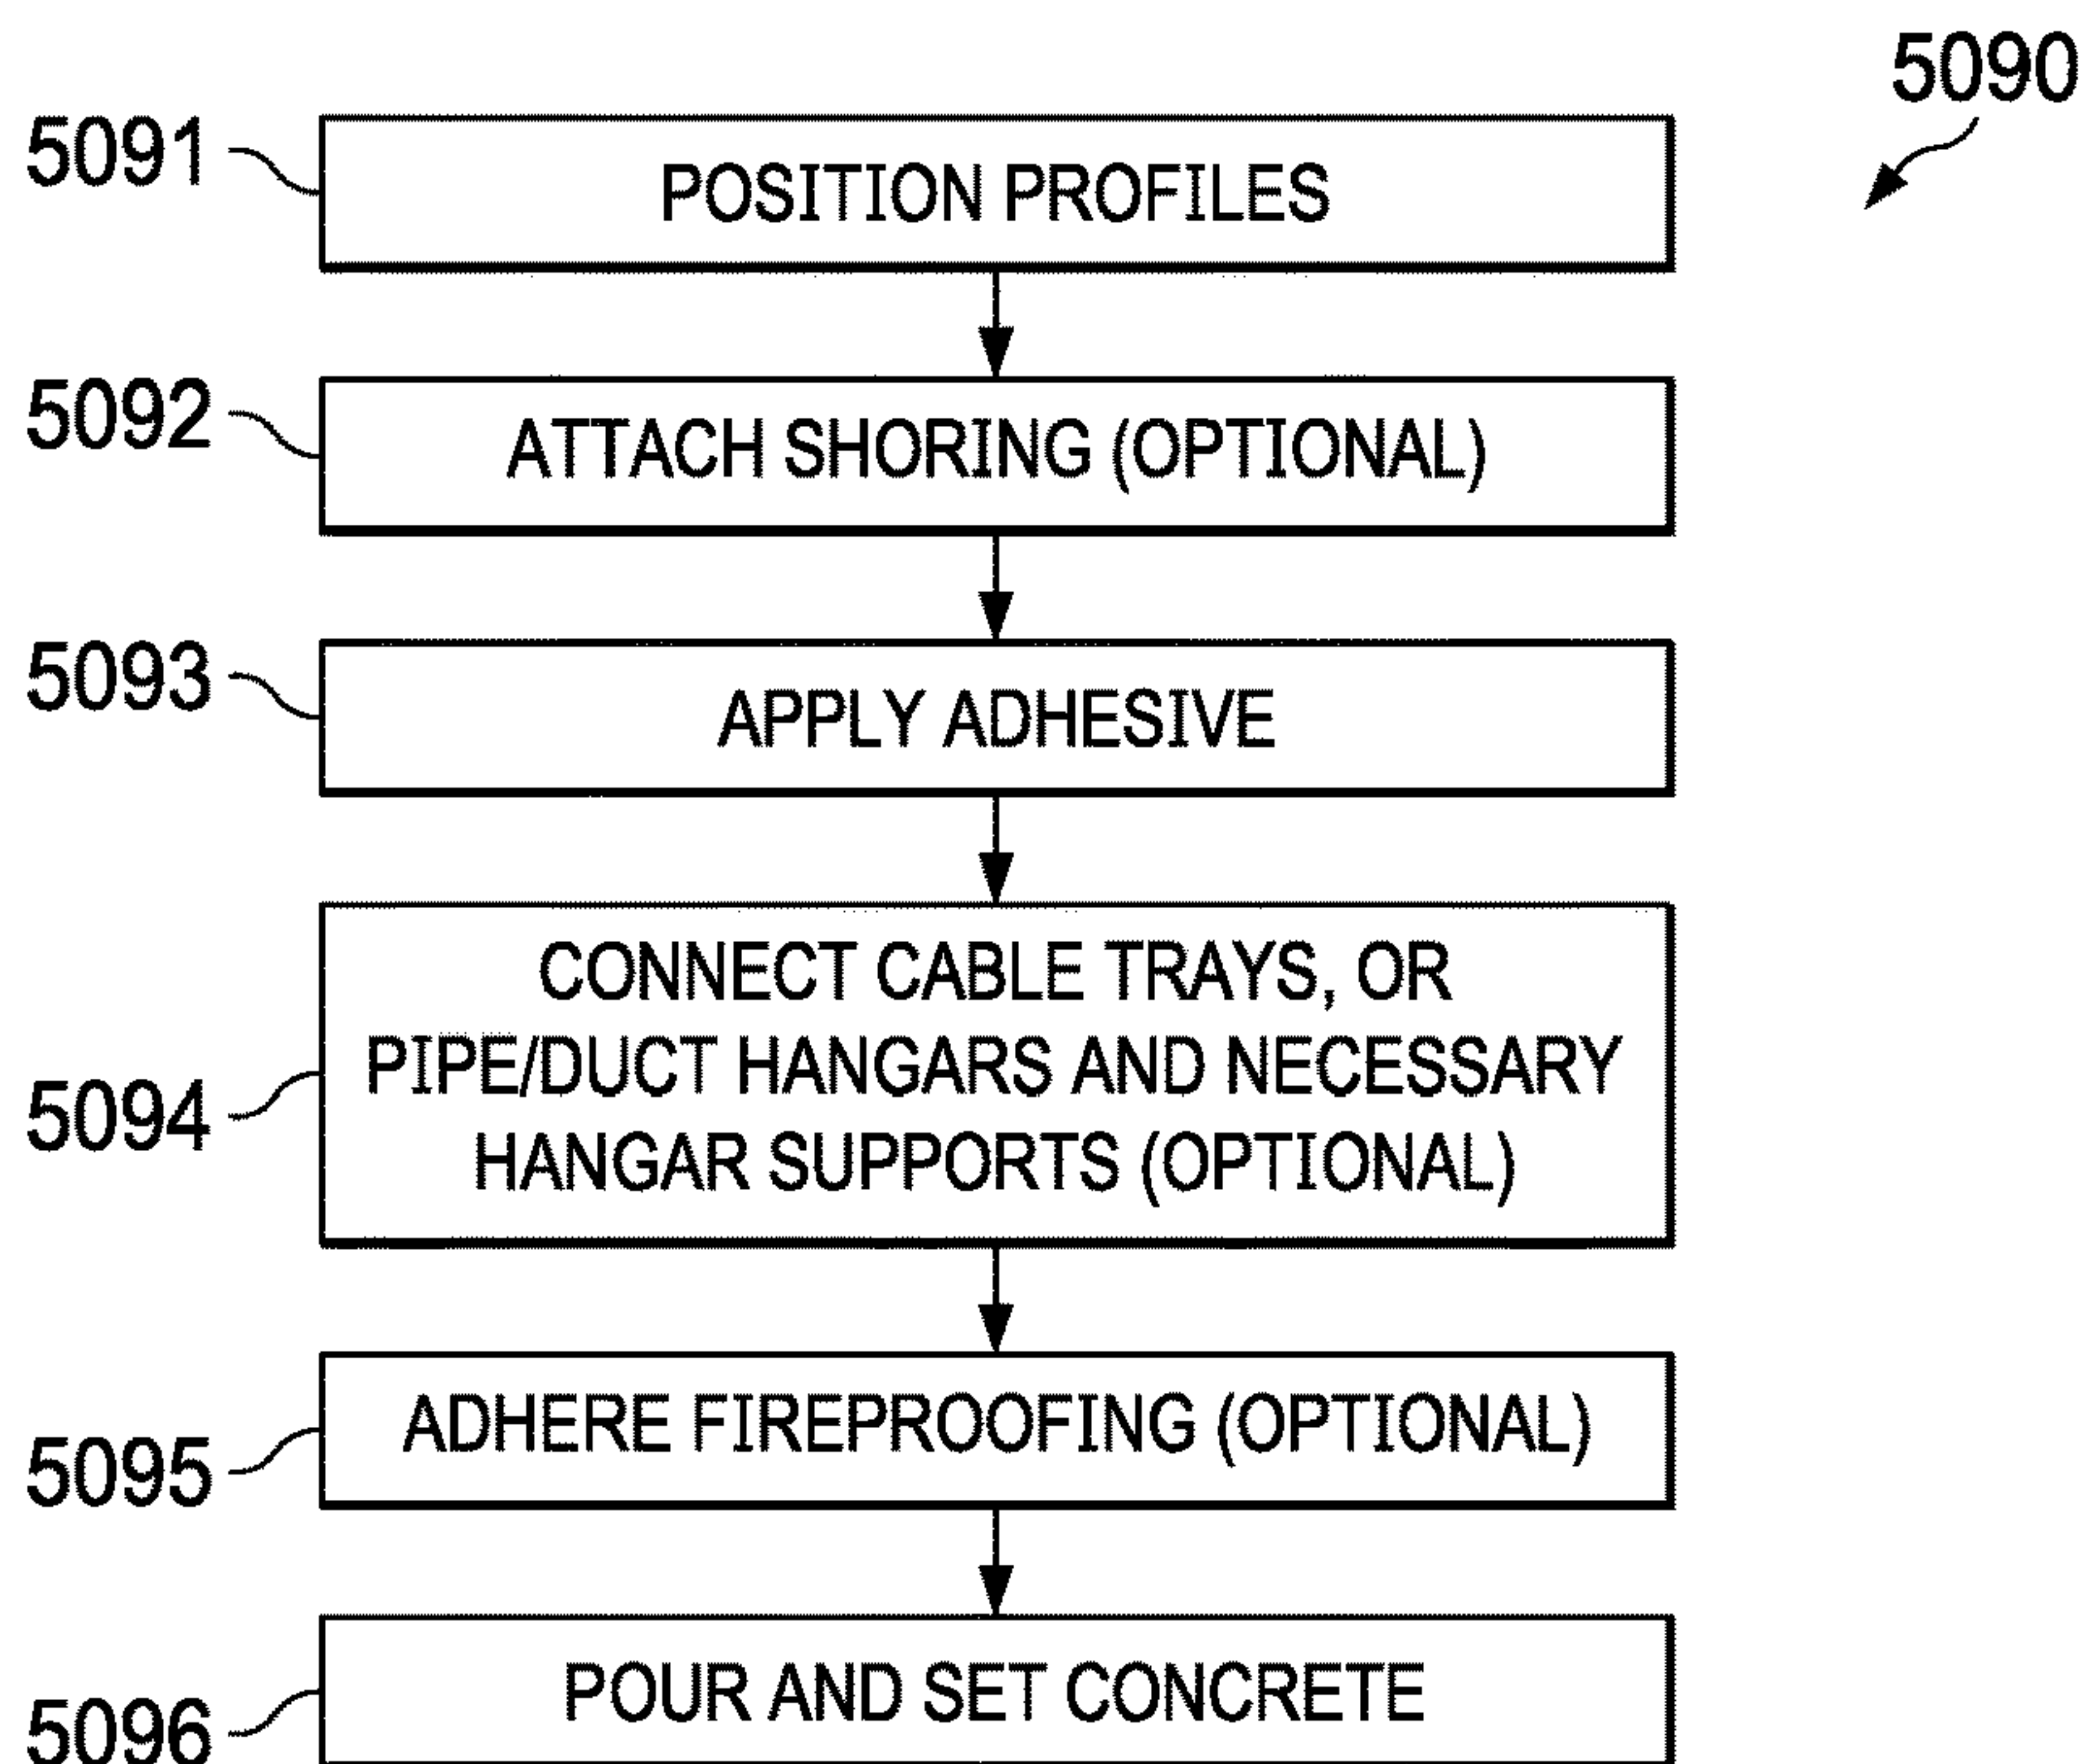 5090
5091
POSITION PROFILES
5092
ATTACH SHORING (OPTIONAL)
5093
APPLY ADHESIVE
CONNECT CABLE TRAYS, OR
PIPE/DUCT HANGARS AND NECESSARY
HANGAR SUPPORTS (OPTIONAL)
5094
ADHERE FIREPROOFING (OPTIONAL)
5095
POUR AND SET CONCRETE
5096